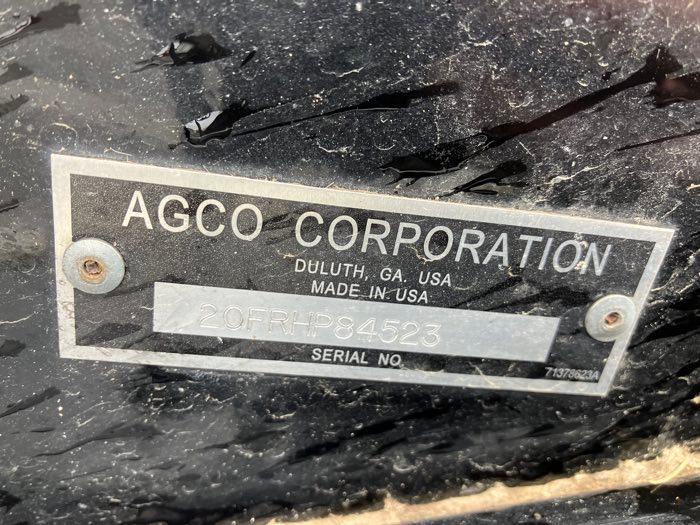 AGCO CORPORATION
DULUTH, GA. USA
MADE IN USA
20FRHP84523
SERIAL NO.
71378623A